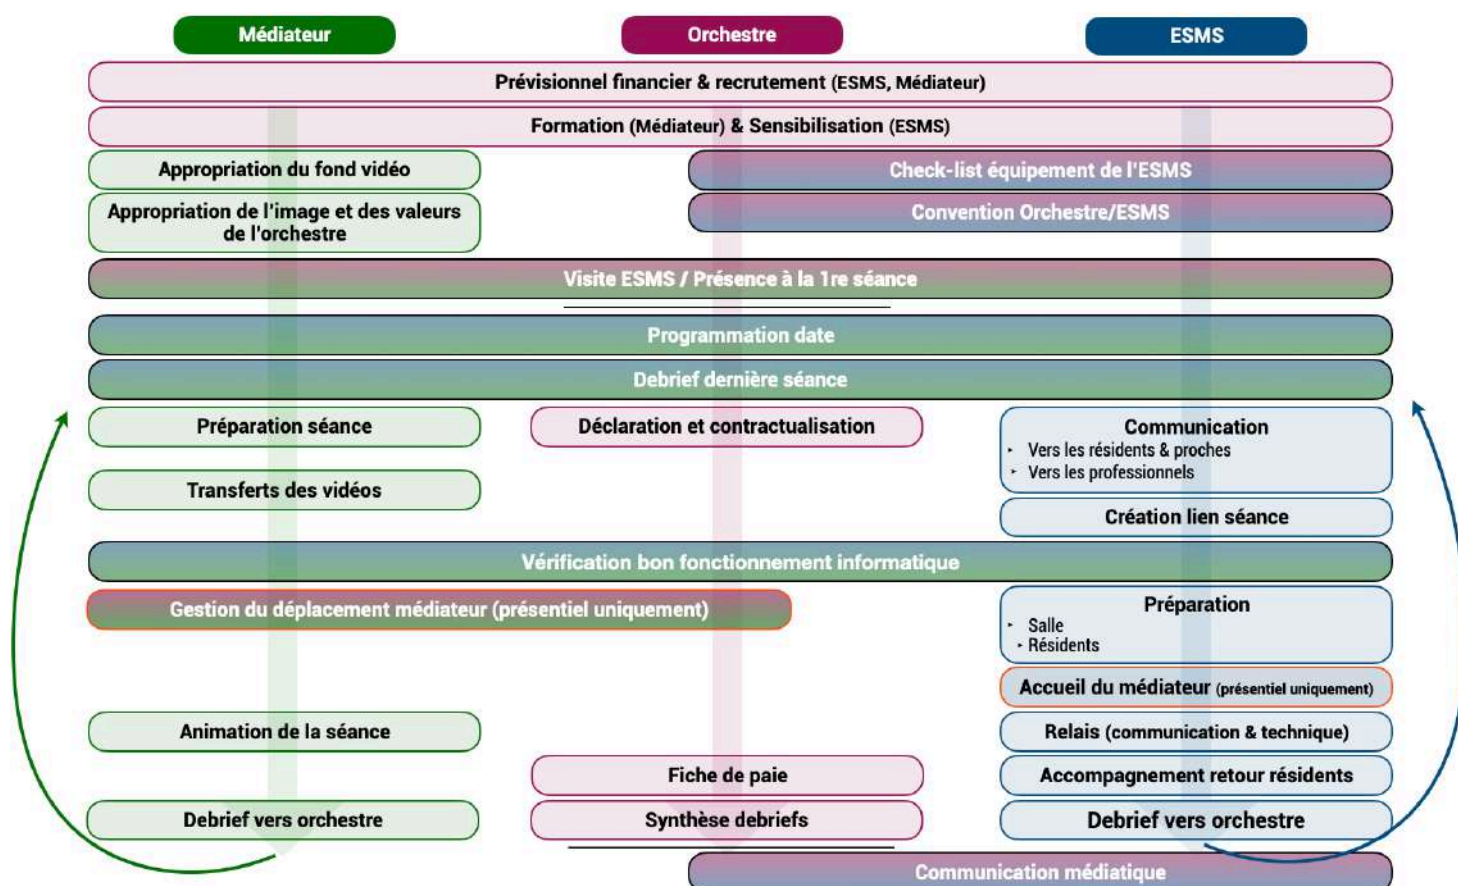 Médiateur
Orchestre
ESMS
Prévisionnel financier & recrutement (ESMS, Médiateur)
Formation (Médiateur) & Sensibilisation (ESMS)
Appropriation du fond vidéo
Check-list équipement de l'ESMS
Appropriation de l'image et des valeurs
de l'orchestre
Convention Orchestre/ESMS
Visite ESMS / Présence à la 1re séance
Programmation date
Debrief dernière séance
Préparation séance
Déclaration et contractualisation
Communication
‣ Vers les résidents & proches
‣ Vers les professionnels
Transferts des vidéos
Création lien séance
Vérification bon fonctionnement informatique
Gestion du déplacement médiateur (présentiel uniquement)
Préparation
‣ Salle
‣ Résidents
Accueil du médiateur (présentiel uniquement)
Animation de la séance
Relais (communication & technique)
Fiche de paie
Accompagnement retour résidents
Debrief vers orchestre
Synthèse debriefs
Debrief vers orchestre
Communication médiatique